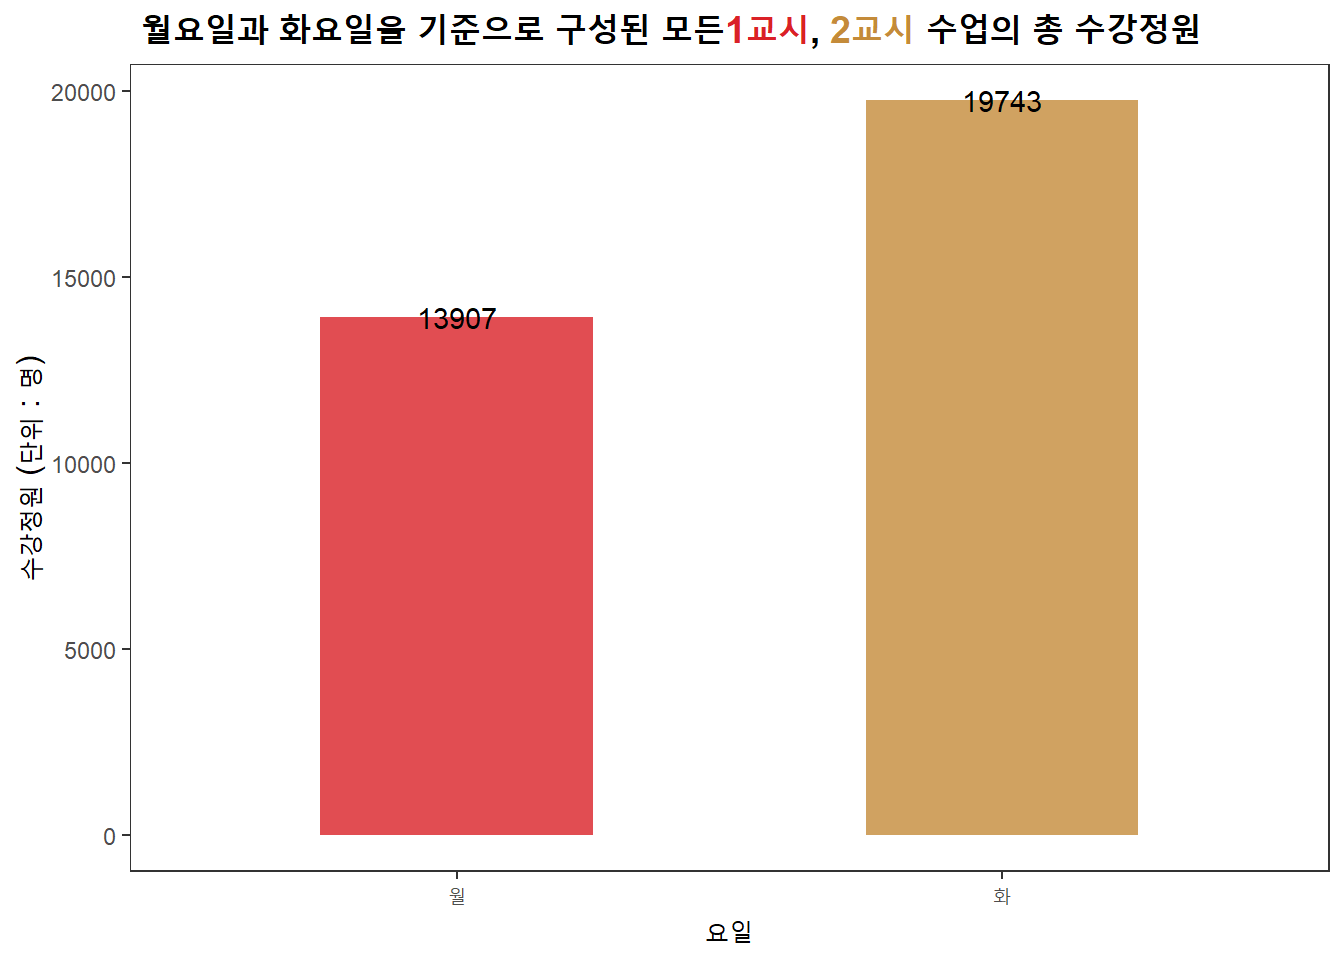 월요일과 화요일을 기준으로 구성된 모든1교시, 2교시 수업의 총 수강정원
수강정원 (단위 : 명)
20000
15000
10000
5000
0
13907
19743
월
화
요일